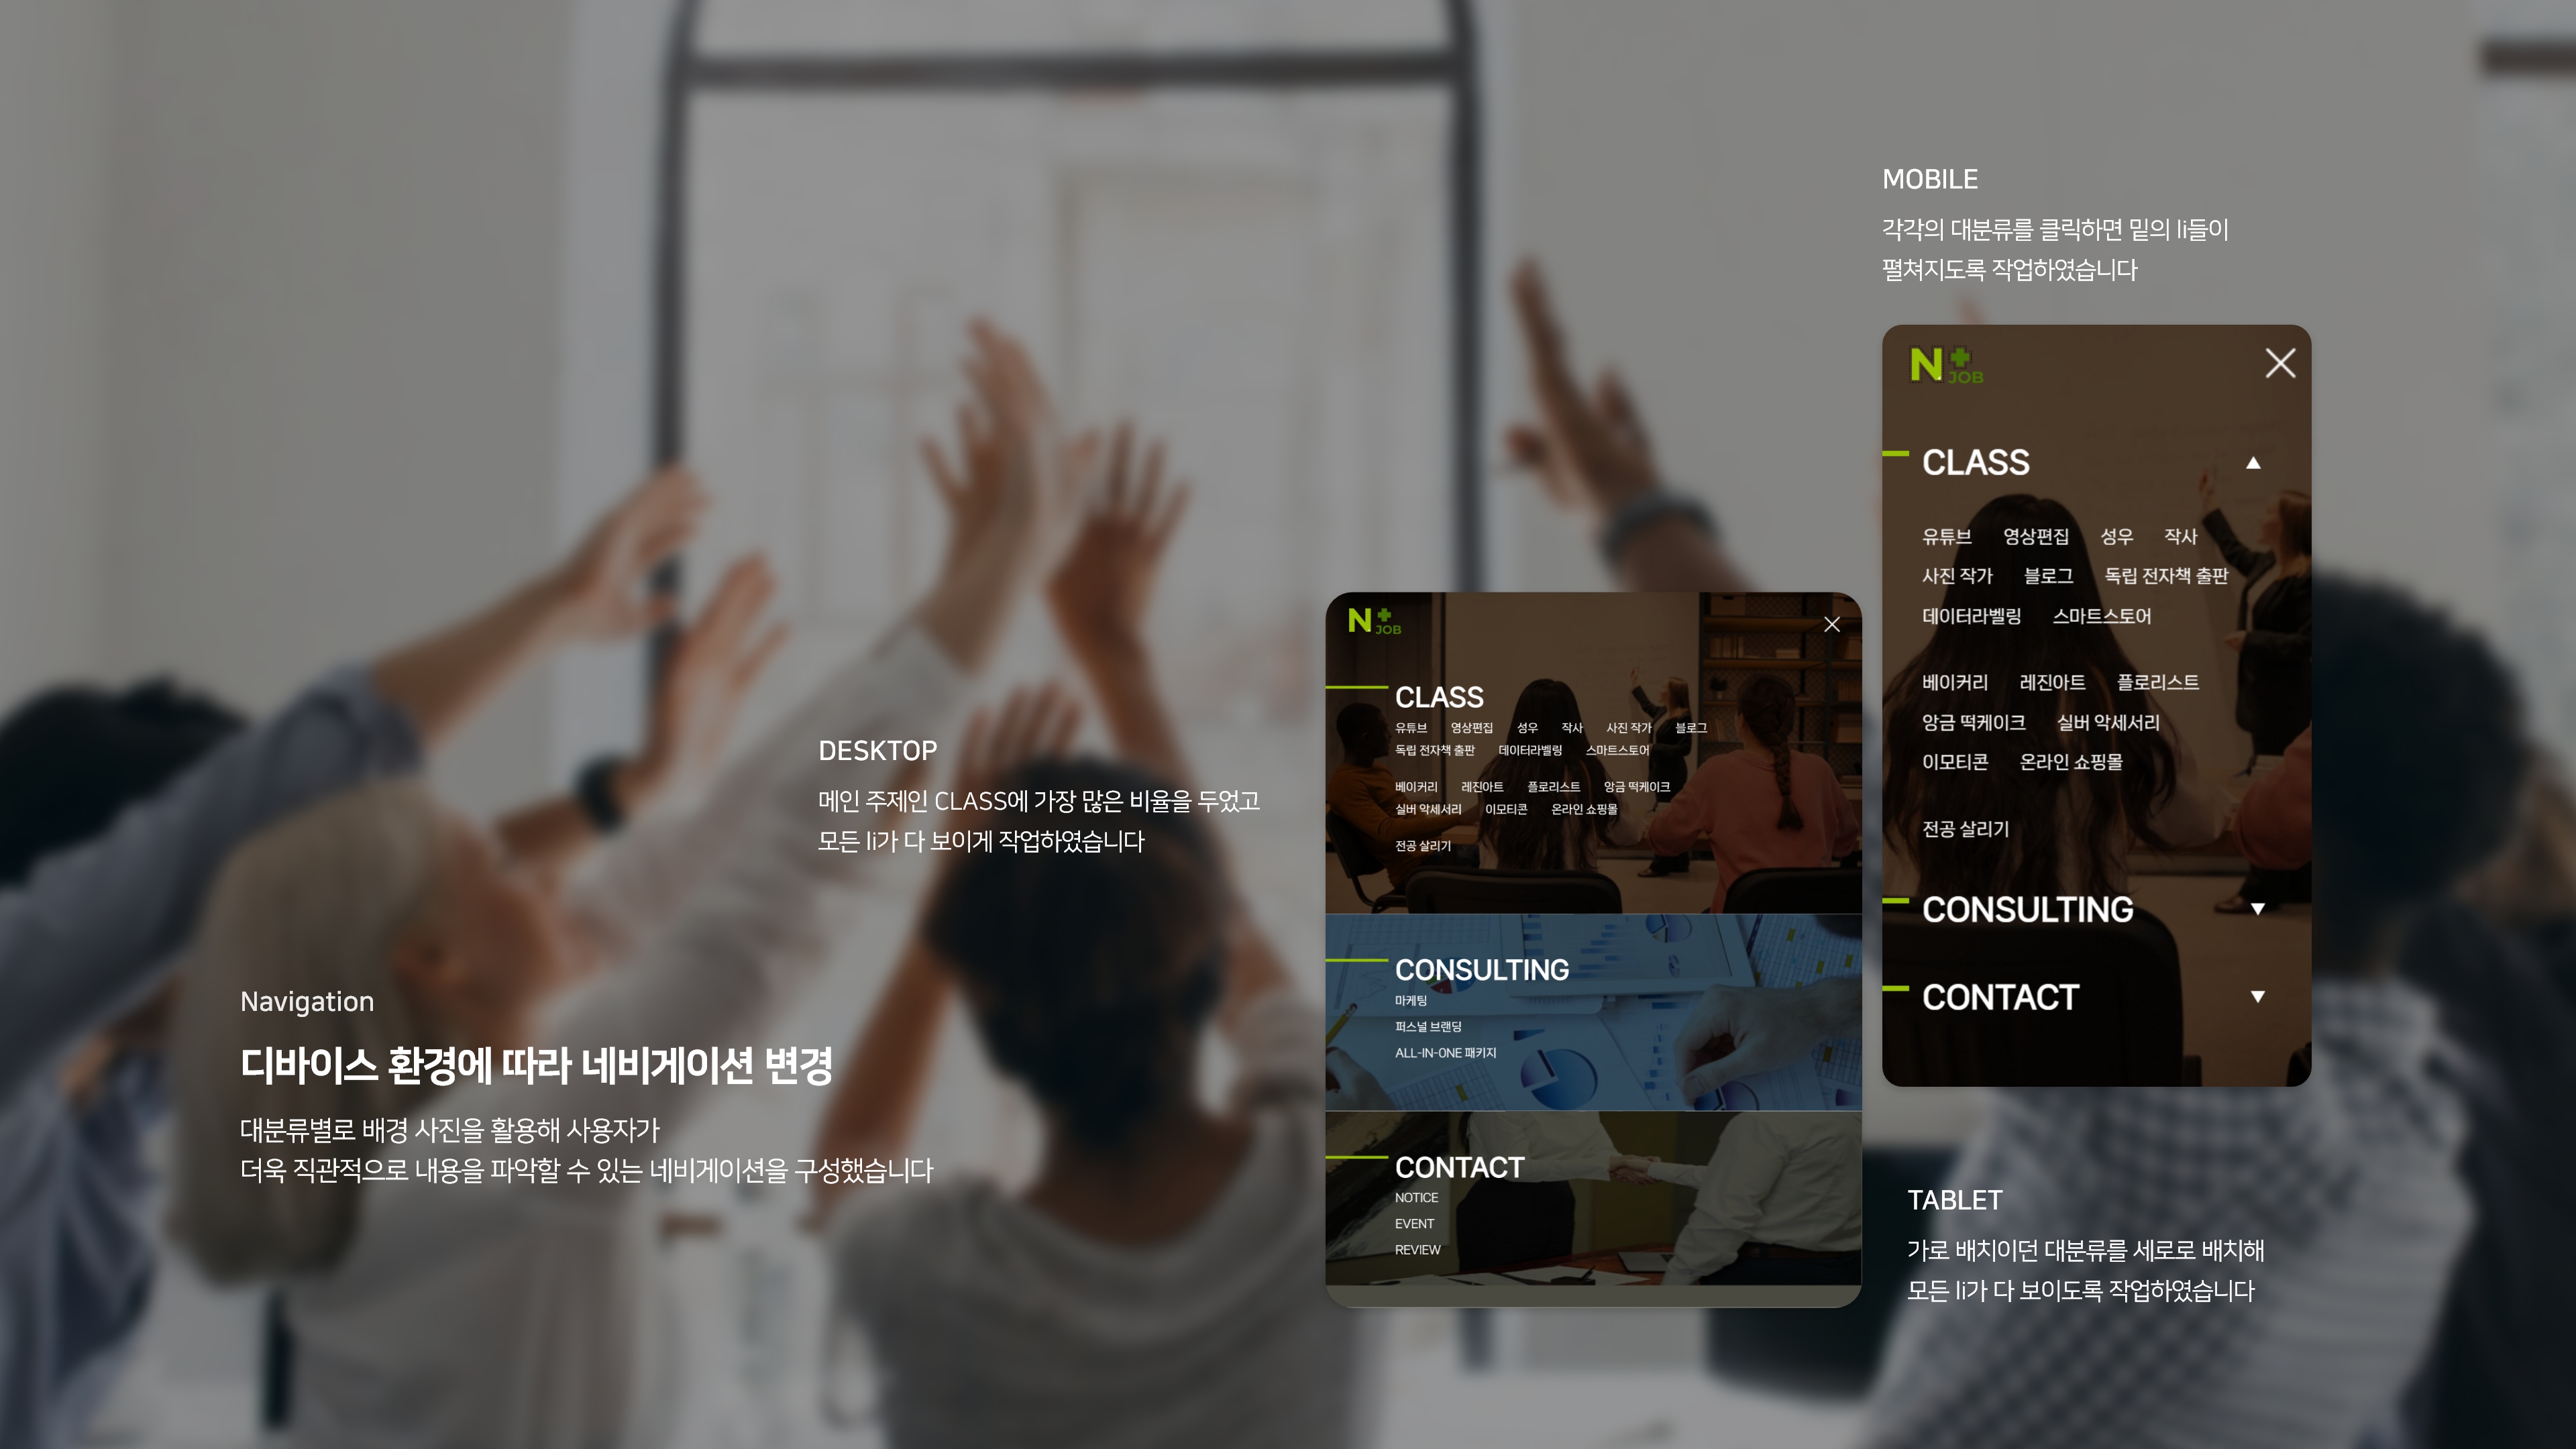 MOBILE
각각의 대분류를 클릭하면 밑의 li들이
펼쳐지도록 작업하였습니다
N+
JOB
CLASS
유튜브 영상편집 성우 작사
사진 작가 블로그 독립 전자책 출판
데이터라벨링 스마트스토어
베이커리 레진아트 플로리스트
앙금 떡케이크 실버 악세서리
이모티콘 온라인 쇼핑몰
전공 살리기
CONSULTING
CONTACT
DESKTOP
메인 주제인 CLASS에 가장 많은 비율을 두었고
모든 li가 다 보이게 작업하였습니다
N+
JOB
CLASS
유튜브 영상편집 성우 작사 사진 작가 블로그
독립 전자책 출판 데이터라벨링 스마트스토어
베이커리 레진아트 플로리스트 앙금 떡케이크
실버 악세서리 이모티콘 온라인 쇼핑몰
전공 살리기
CONSULTING
마케팅
퍼스널 브랜딩
ALL-IN-ONE 패키지
CONTACT
NOTICE
EVENT
REVIEW
Navigation
디바이스 환경에 따라 네비게이션 변경
대분류별로 배경 사진을 활용해 사용자가
더욱 직관적으로 내용을 파악할 수 있는 네비게이션을 구성했습니다
TABLET
가로 배치이던 대분류를 세로로 배치해
모든 li가 다 보이도록 작업하였습니다